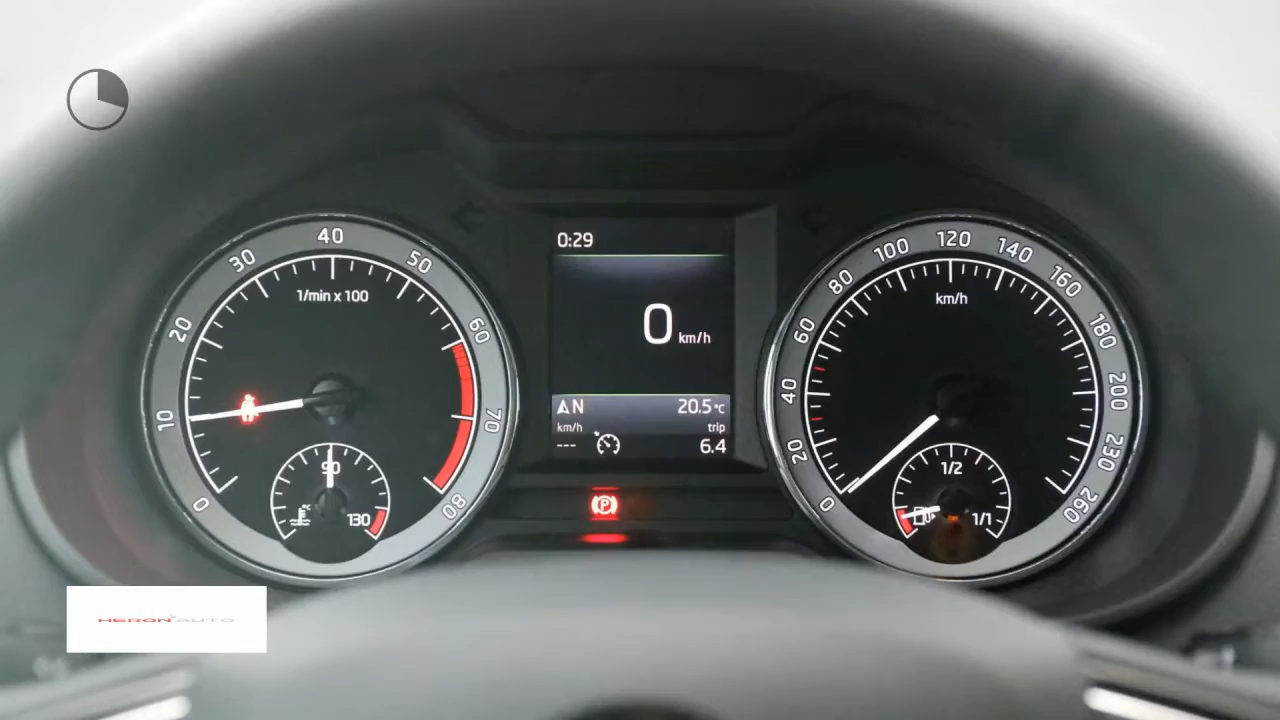 0:29
0 km/h
N 20.5 °C
km/h trip
--- 6.4
0 10 20 30 40 50 60 70 80
1/min x 100
90
°C
130
P
0 20 40 60 80 100 120 140 160 180 200 230 260
km/h
1/2
1/1
HERON AUTO